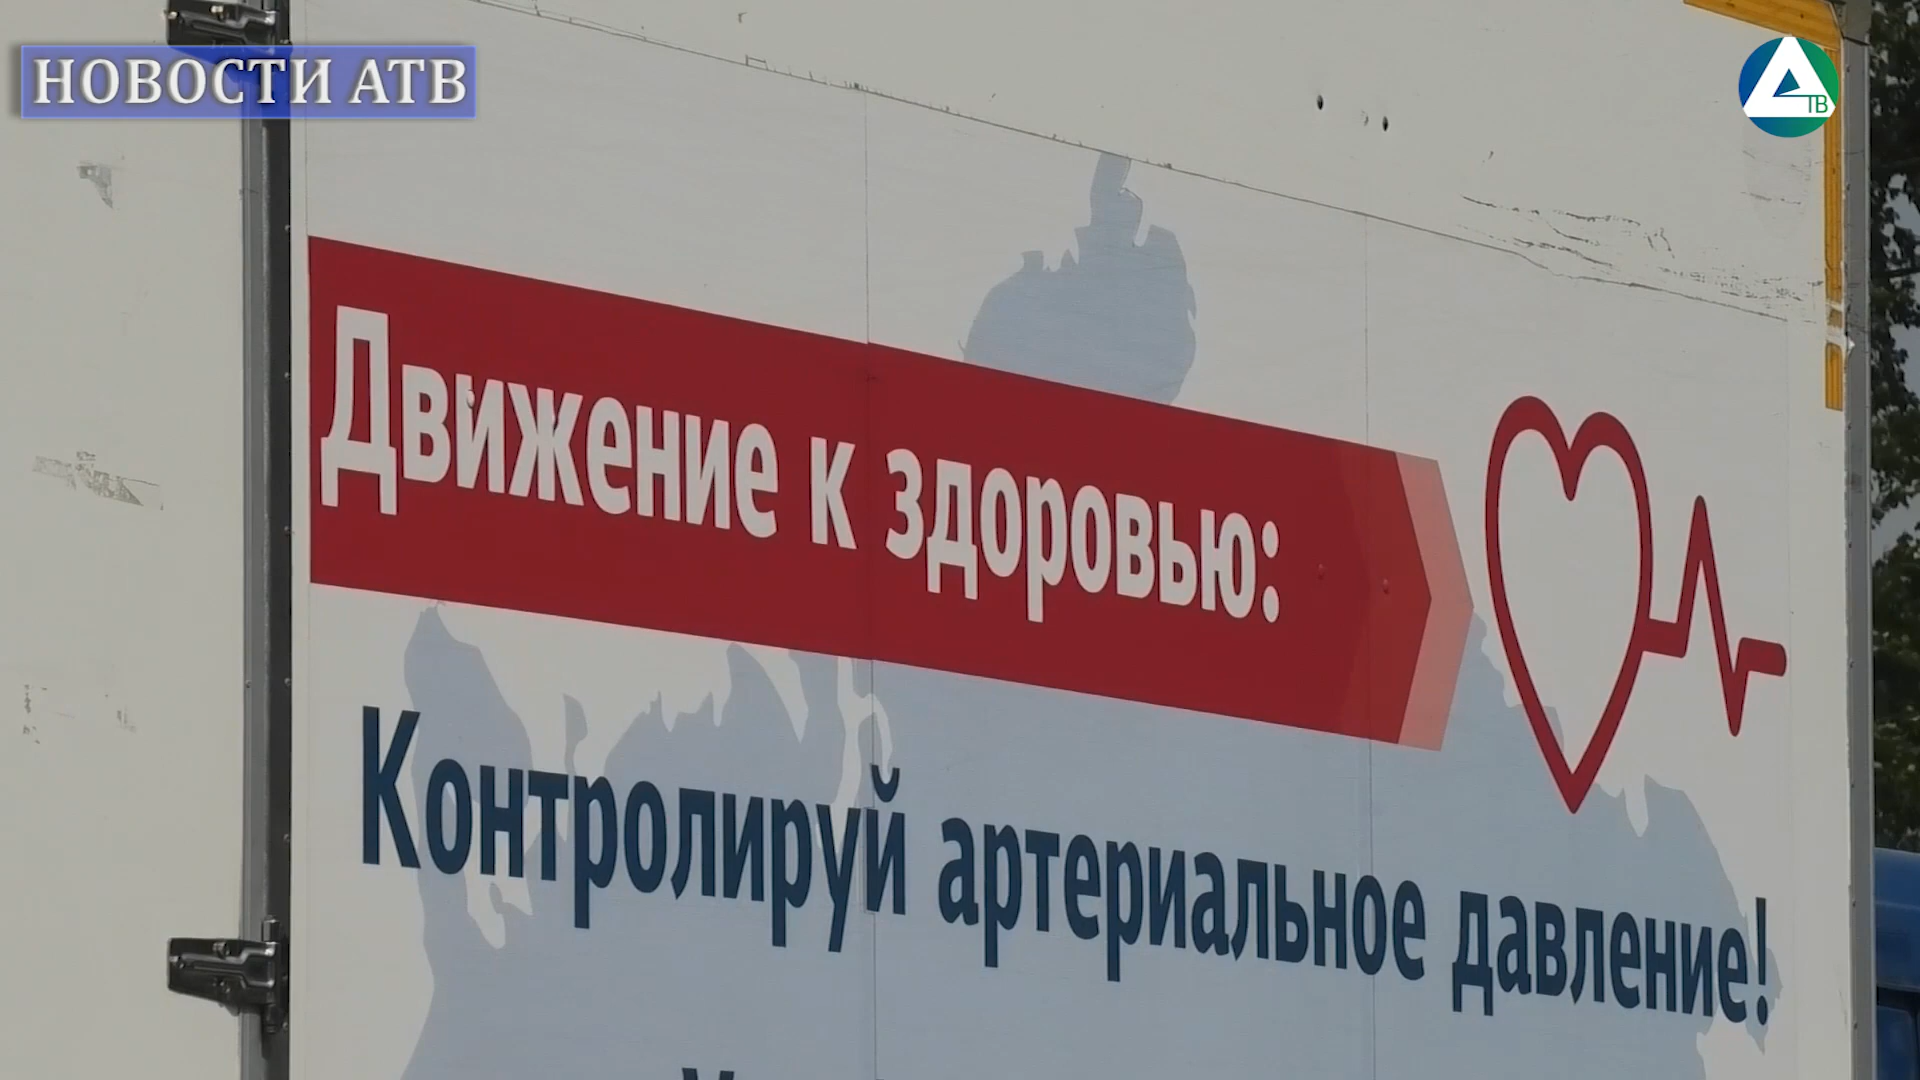 НОВОСТИ АТВ
ТВ
Движение к здоровью:
Контролируй артериальное давление!